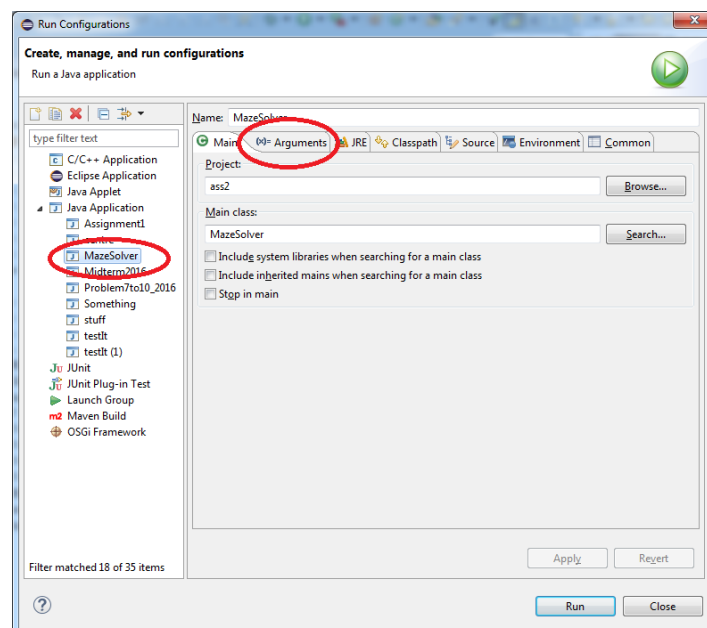 Run Configurations
Create, manage, and run configurations
Run a Java application
type filter text
C/C++ Application
Eclipse Application
Java Applet
Java Application
Assignment1
MazeSolver
Midterm2016
Problem7to10_2016
Something
stuff
testIt
testIt (1)
JUnit
JUnit Plug-in Test
Launch Group
m2 Maven Build
OSGi Framework
Filter matched 18 of 35 items
Name: MazeSolver
Main (x)= Arguments JRE Classpath Source Environment Common
Project:
ass2 Browse...
Main class:
MazeSolver Search...
Include system libraries when searching for a main class
Include inherited mains when searching for a main class
Stop in main
Apply Revert
Run Close